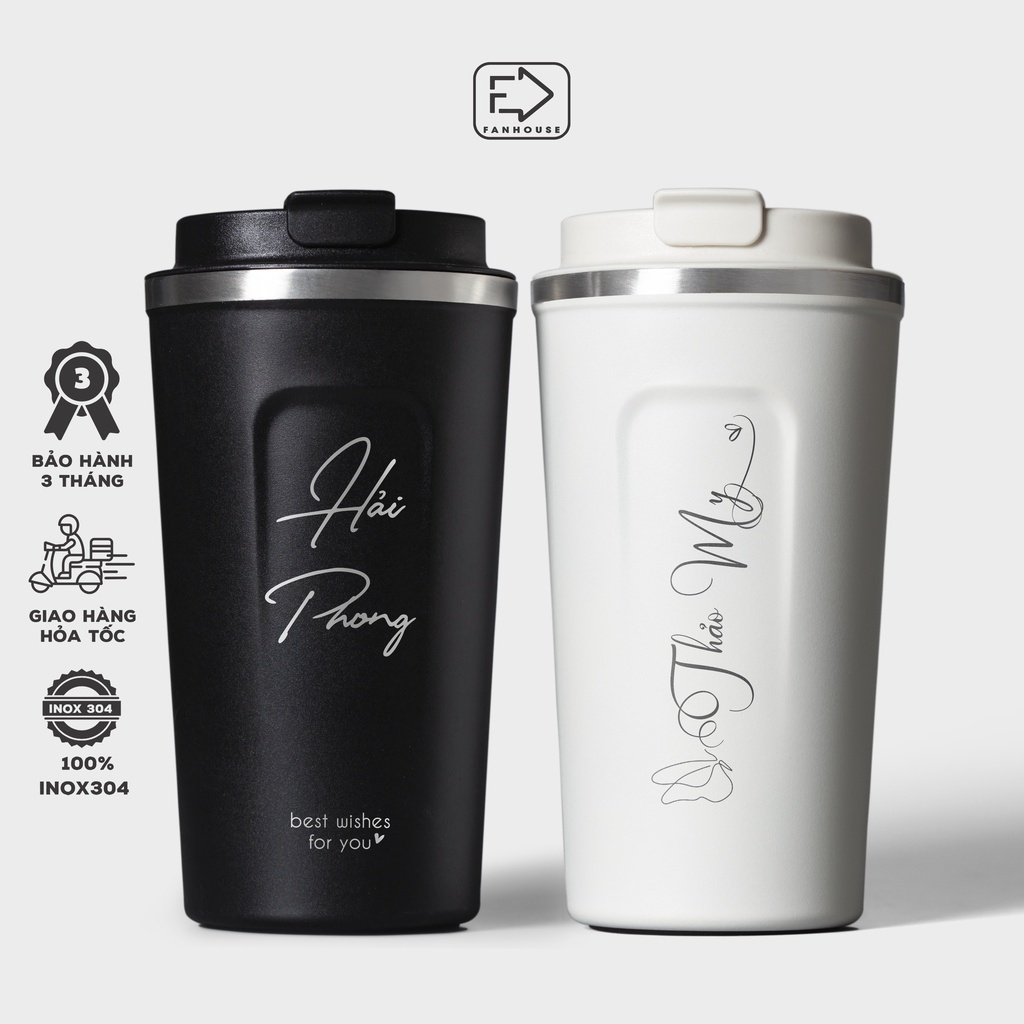 FANHOUSE
3
BẢO HÀNH
3 THÁNG
GIAO HÀNG
HỎA TỐC
INOX 304
100%
INOX304
Hải
Phong
best wishes
for you
Thảo My